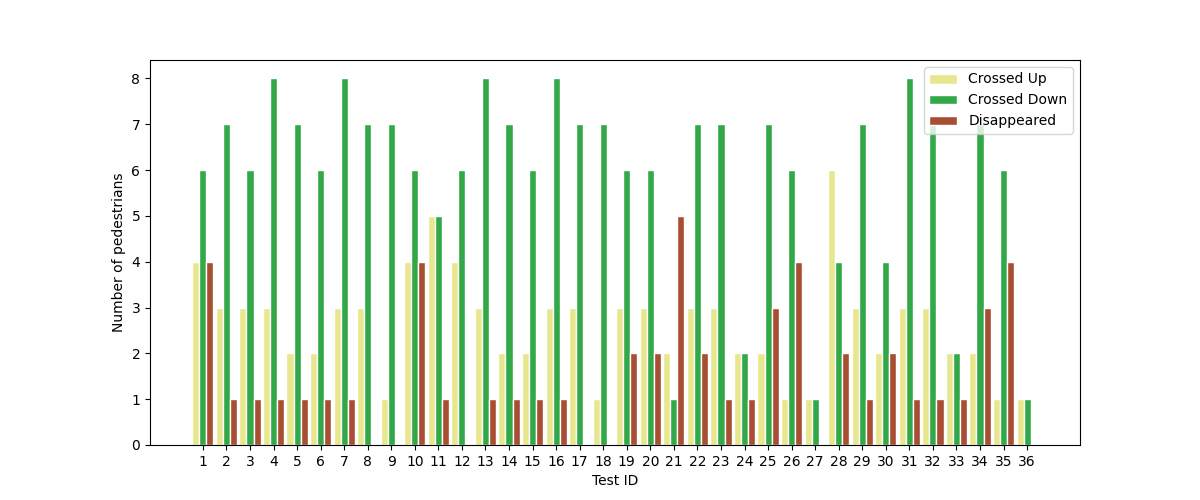 Crossed Up
Crossed Down
Disappeared
Number of pedestrians
8
7
6
5
4
3
2
1
0
1 2 3 4 5 6 7 8 9 10 11 12 13 14 15 16 17 18 19 20 21 22 23 24 25 26 27 28 29 30 31 32 33 34 35 36
Test ID